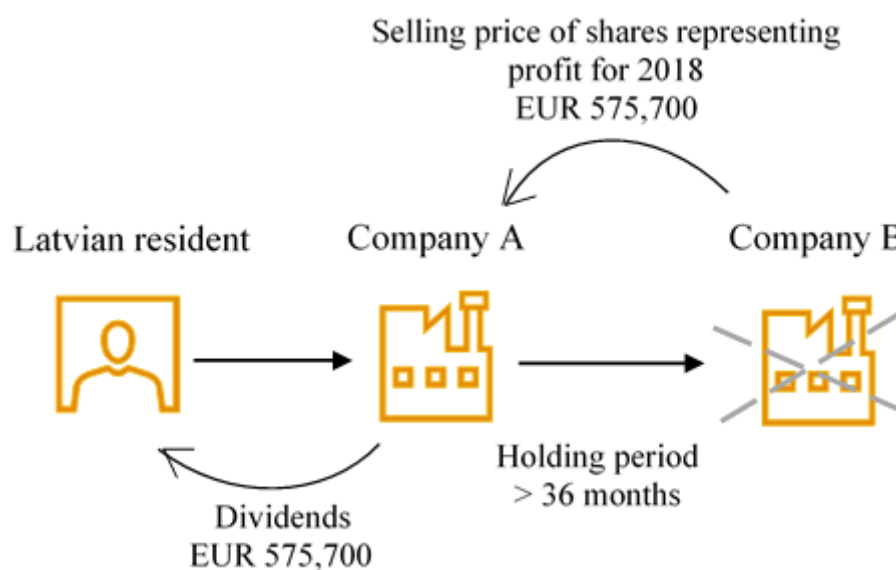 Selling price of shares representing
profit for 2018
EUR 575,700
Latvian resident
Company A
Company B
Holding period
> 36 months
Dividends
EUR 575,700